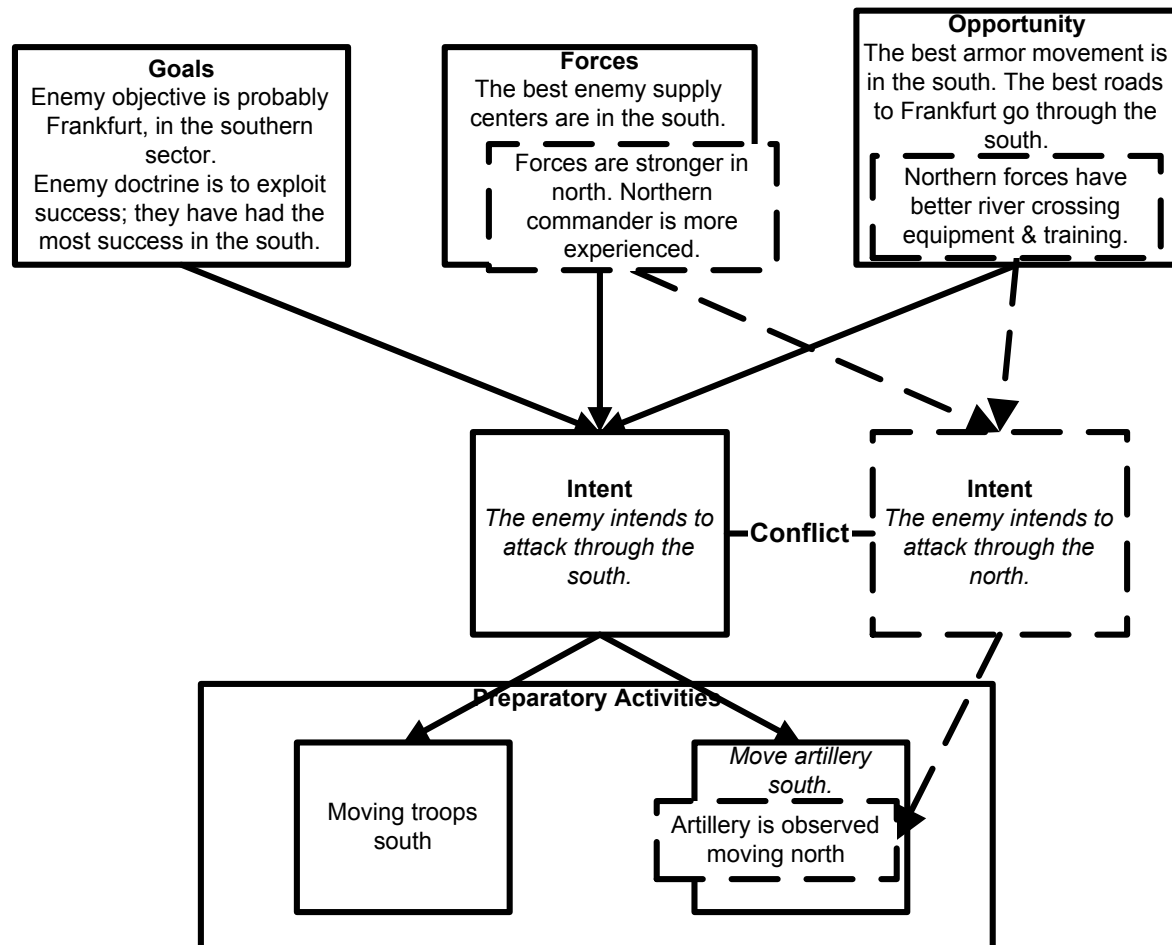 Goals
Enemy objective is probably
Frankfurt, in the southern
sector.
Enemy doctrine is to exploit
success; they have had the
most success in the south.
Forces
The best enemy supply
centers are in the south.
Forces are stronger in
north. Northern
commander is more
experienced.
Opportunity
The best armor movement is
in the south. The best roads
to Frankfurt go through the
south.
Northern forces have
better river crossing
equipment & training.
Intent
The enemy intends to
attack through the
south.
Conflict
Intent
The enemy intends to
attack through the
north.
Preparatory Activities
Moving troops
south
Move artillery
south.
Artillery is observed
moving north